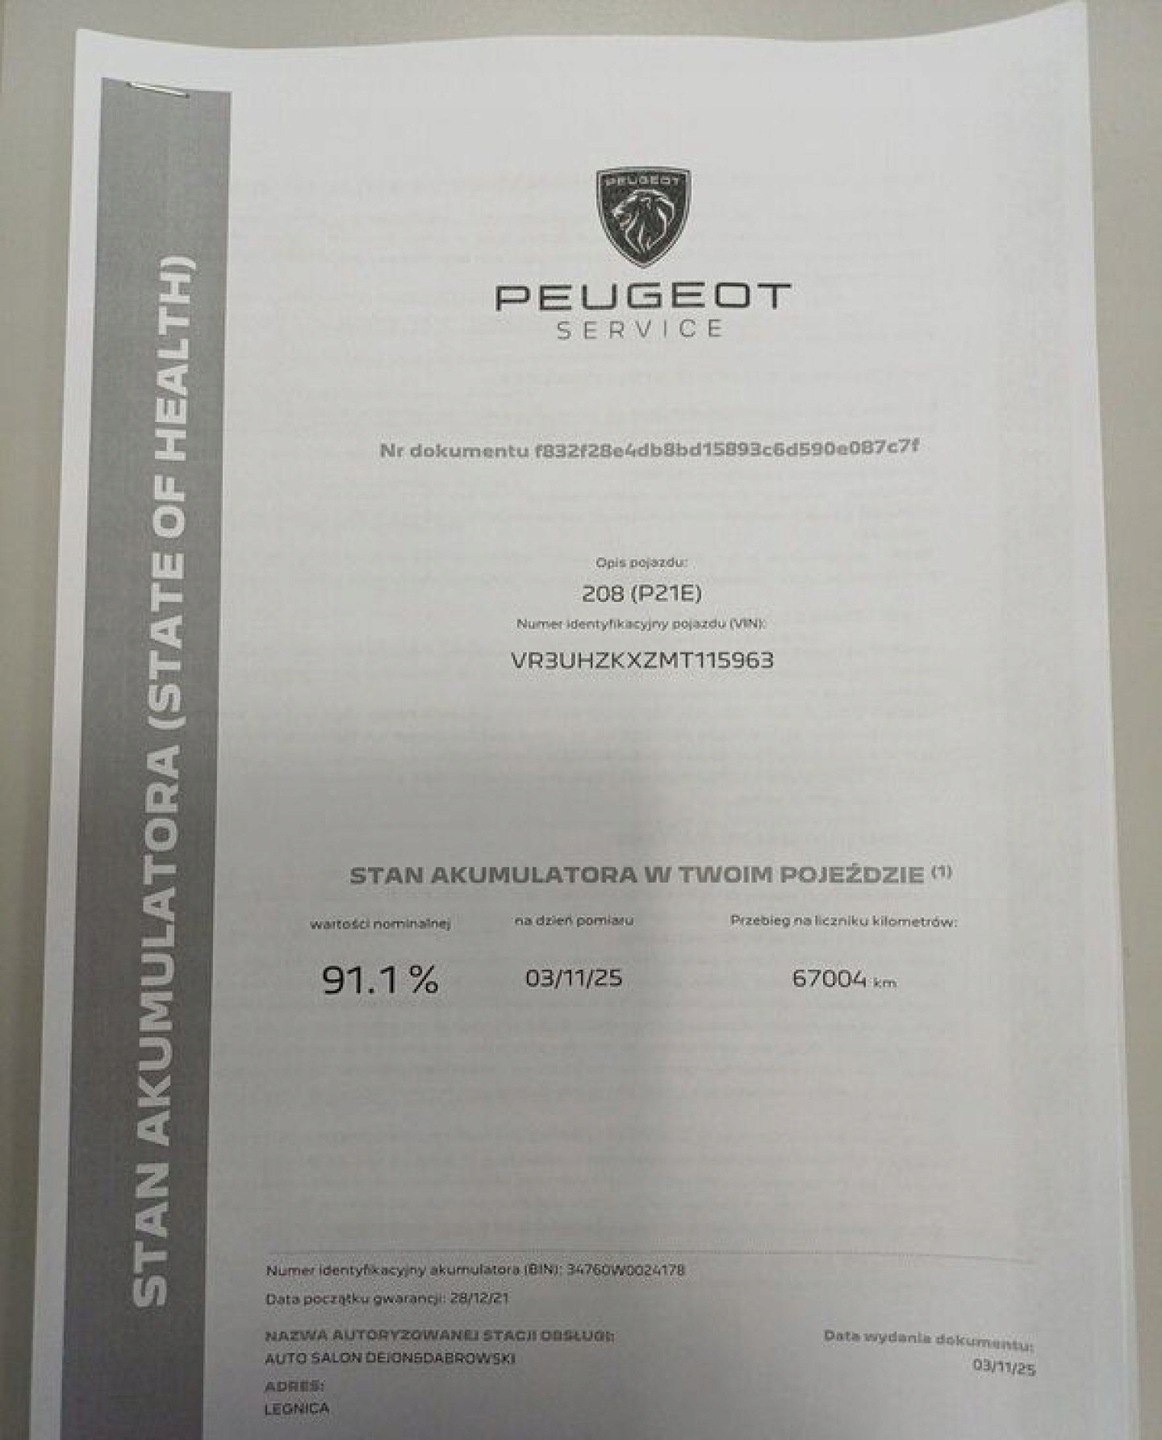 STAN AKUMULATORA (STATE OF HEALTH)
PEUGEOT
PEUGEOT
SERVICE
Nr dokumentu f832f28e4db8bd15893c6d590e087c7f
Opis pojazdu:
208 (P21E)
Numer identyfikacyjny pojazdu (VIN):
VR3UHZKXZMT115963
STAN AKUMULATORA W TWOIM POJEŹDZIE (1)
wartości nominalnej na dzień pomiaru Przebieg na liczniku kilometrów:
91.1 % 03/11/25 67004 km
Numer identyfikacyjny akumulatora (BIN): 34760W0024178
Data początku gwarancji: 28/12/21
NAZWA AUTORYZOWANEJ STACJI OBSŁUGI: Data wydania dokumentu:
AUTO SALON DEJON&DABROWSKI 03/11/25
ADRES:
LEGNICA